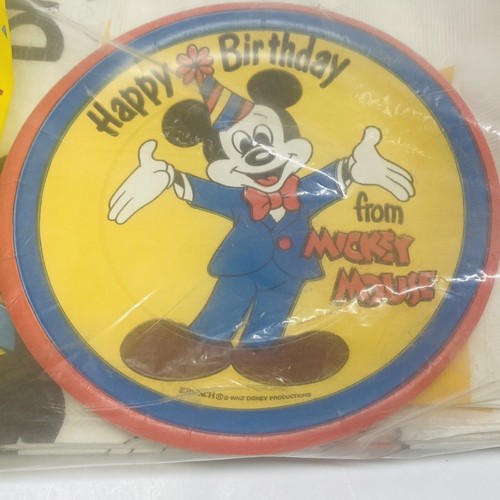 Happy Birthday
from
MICKEY
MOUSE
© WALT DISNEY PRODUCTIONS